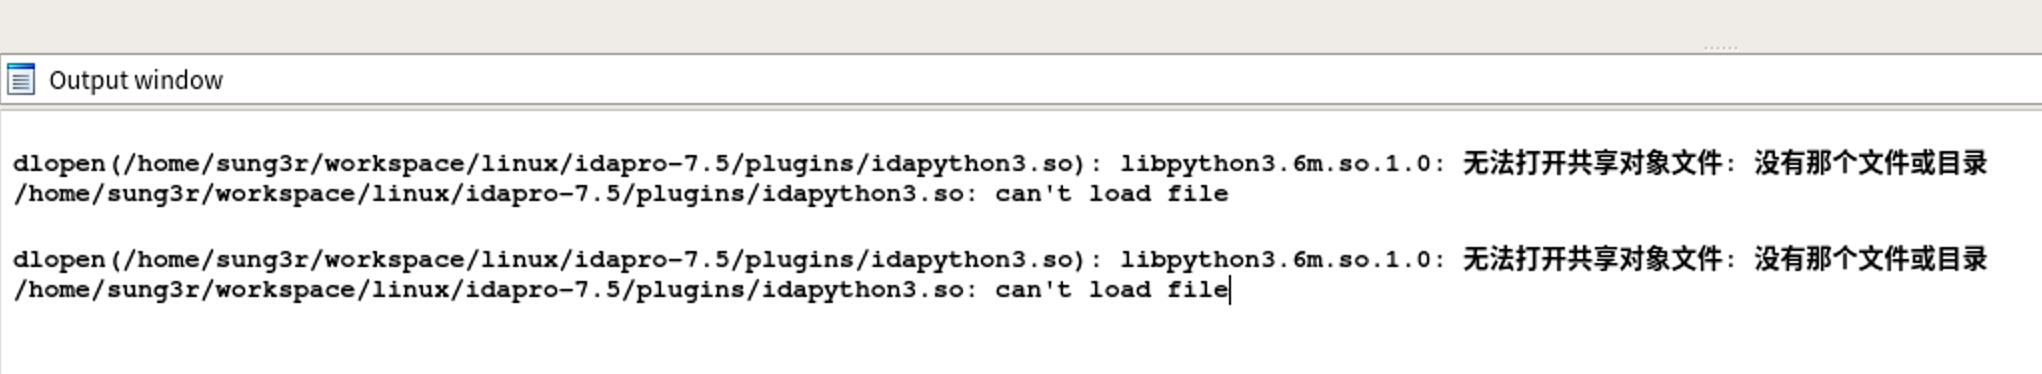 Output window
dlopen(/home/sung3r/workspace/linux/idapro-7.5/plugins/idapython3.so): libpython3.6m.so.1.0: 无法打开共享对象文件: 没有那个文件或目录
/home/sung3r/workspace/linux/idapro-7.5/plugins/idapython3.so: can't load file
dlopen(/home/sung3r/workspace/linux/idapro-7.5/plugins/idapython3.so): libpython3.6m.so.1.0: 无法打开共享对象文件: 没有那个文件或目录
/home/sung3r/workspace/linux/idapro-7.5/plugins/idapython3.so: can't load file